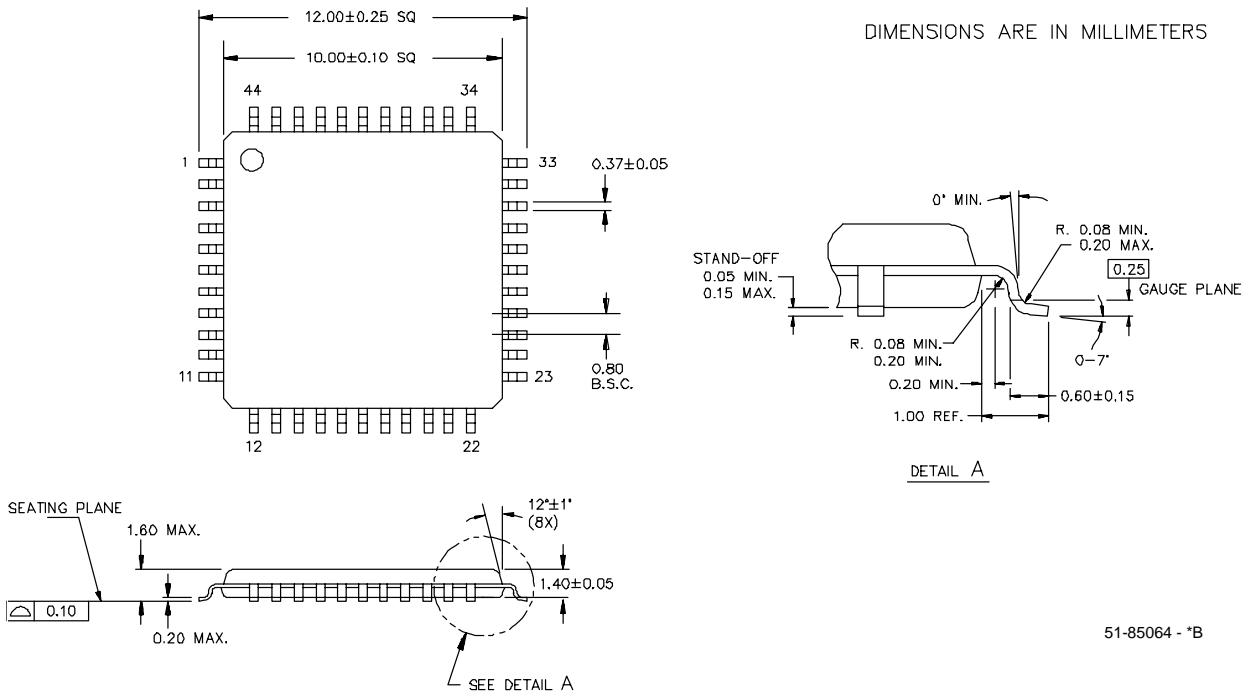 12.00±0.25 SQ
DIMENSIONS ARE IN MILLIMETERS
10.00±0.10 SQ
44
34
1
33
0.37±0.05
11
23
0.80
B.S.C.
12
22
STAND-OFF
0.05 MIN.
0.15 MAX.
0° MIN.
R. 0.08 MIN.
0.20 MAX.
0.25
GAUGE PLANE
R. 0.08 MIN.
0.20 MIN.
0-7°
0.20 MIN.
0.60±0.15
1.00 REF.
DETAIL A
SEATING PLANE
1.60 MAX.
12°±1°
(8X)
1.40±0.05
0.10
0.20 MAX.
SEE DETAIL A
51-85064 - *B